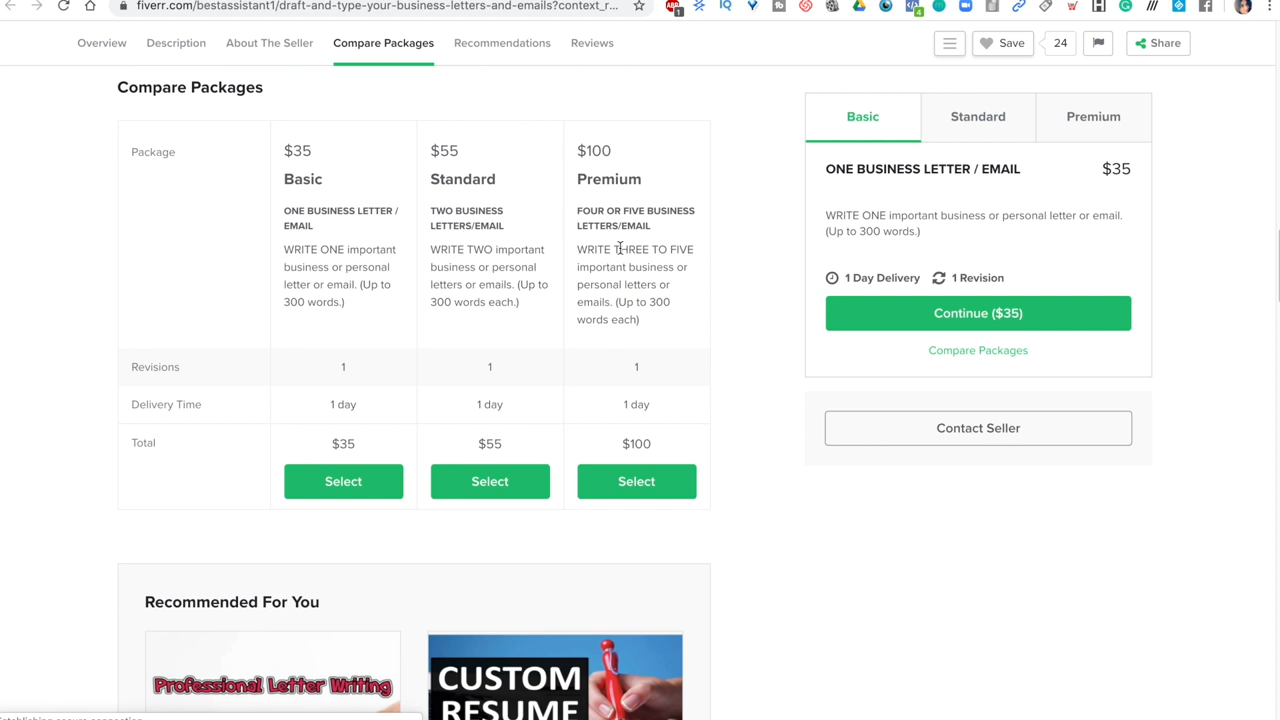 fiverr.com/bestassistant1/draft-and-type-your-business-letters-and-emails?context_r...
Overview Description About The Seller Compare Packages Recommendations Reviews
Save 24 Share
Compare Packages
Package
$35
Basic
ONE BUSINESS LETTER /
EMAIL
WRITE ONE important
business or personal
letter or email. (Up to
300 words.)
$55
Standard
TWO BUSINESS
LETTERS/EMAIL
WRITE TWO important
business or personal
letters or emails. (Up to
300 words each.)
$100
Premium
FOUR OR FIVE BUSINESS
LETTERS/EMAIL
WRITE THREE TO FIVE
important business or
personal letters or
emails. (Up to 300
words each)
Revisions 1 1 1
Delivery Time 1 day 1 day 1 day
Total $35 $55 $100
Select Select Select
Basic Standard Premium
ONE BUSINESS LETTER / EMAIL $35
WRITE ONE important business or personal letter or email.
(Up to 300 words.)
1 Day Delivery 1 Revision
Continue ($35)
Compare Packages
Contact Seller
Recommended For You
Professional Letter Writing
CUSTOM
RESUME